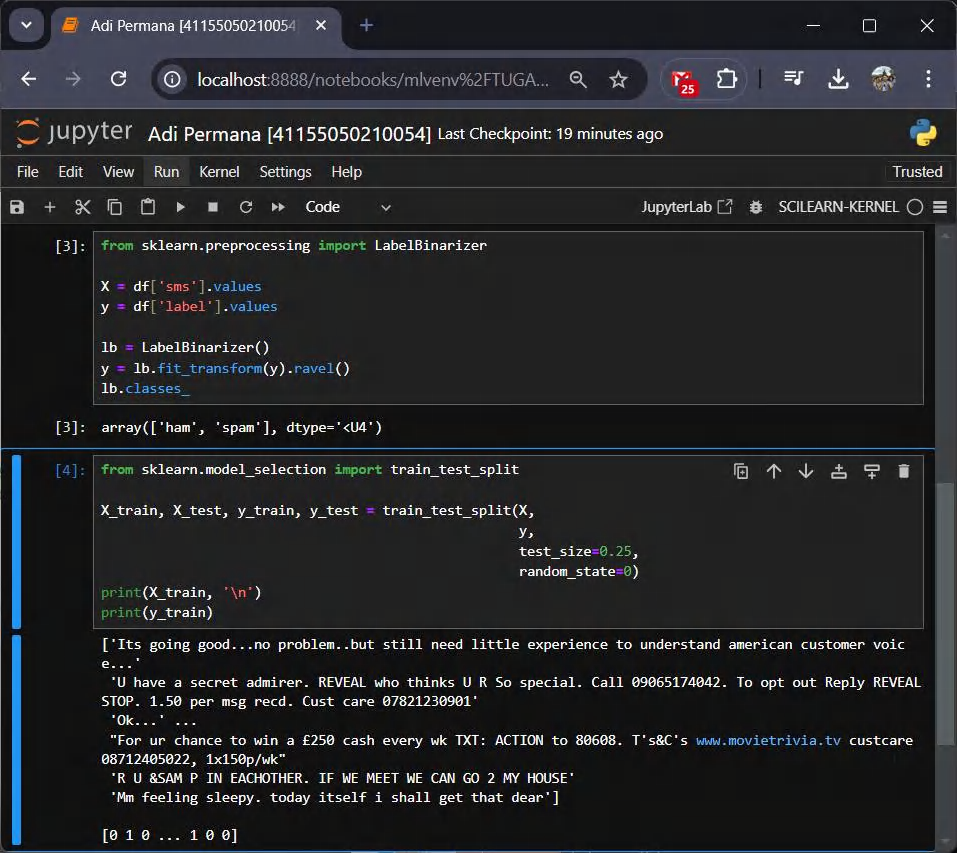 Adi Permana [41155050210054
localhost:8888/notebooks/mlvenv%2FTUGA...
25
jupyter Adi Permana [41155050210054] Last Checkpoint: 19 minutes ago
File Edit View Run Kernel Settings Help Trusted
Code JupyterLab SCILEARN-KERNEL
[3]: from sklearn.preprocessing import LabelBinarizer
X = df['sms'].values
y = df['label'].values
lb = LabelBinarizer()
y = lb.fit_transform(y).ravel()
lb.classes_
[3]: array(['ham', 'spam'], dtype='<U4')
[4]: from sklearn.model_selection import train_test_split
X_train, X_test, y_train, y_test = train_test_split(X,
y,
test_size=0.25,
random_state=0)
print(X_train, '\n')
print(y_train)
['Its going good...no problem..but still need little experience to understand american customer voic
e...'
'U have a secret admirer. REVEAL who thinks U R So special. Call 09065174042. To opt out Reply REVEAL
STOP. 1.50 per msg recd. Cust care 07821230901'
'Ok...' ...
"For ur chance to win a £250 cash every wk TXT: ACTION to 80608. T's&C's www.movietrivia.tv custcare
08712405022, 1x150p/wk"
'R U &SAM P IN EACHOTHER. IF WE MEET WE CAN GO 2 MY HOUSE'
'Mm feeling sleepy. today itself i shall get that dear']
[0 1 0 ... 1 0 0]